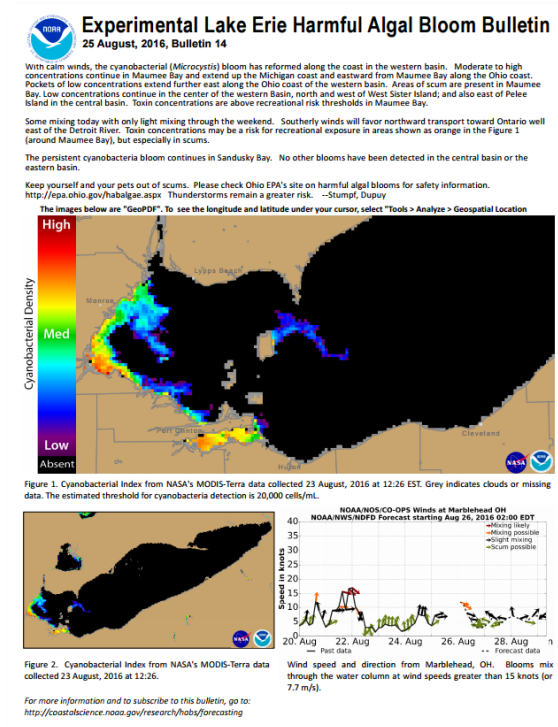 NOAA
Experimental Lake Erie Harmful Algal Bloom Bulletin
25 August, 2016, Bulletin 14
With calm winds, the cyanobacterial (Microcystis) bloom has reformed along the coast in the western basin. Moderate to high
concentrations continue in Maumee Bay and extend up the Michigan coast and eastward from Maumee Bay along the Ohio coast.
Pockets of low concentrations extend further east along the Ohio coast of the western basin. Areas of scum are present in Maumee
Bay. Low concentrations continue in the center of the western Basin, north and west of West Sister Island; and also east of Pelee
Island in the central basin. Toxin concentrations are above recreational risk thresholds in Maumee Bay.
Some mixing today with only light mixing through the weekend. Southerly winds will favor northward transport toward Ontario well
east of the Detroit River. Toxin concentrations may be a risk for recreational exposure in areas shown as orange in the Figure 1
(around Maumee Bay), but especially in scums.
The persistent cyanobacteria bloom continues in Sandusky Bay. No other blooms have been detected in the central basin or the
eastern basin.
Keep yourself and your pets out of scums. Please check Ohio EPA's site on harmful algal blooms for safety information.
http://epa.ohio.gov/habalgae.aspx Thunderstorms remain a greater risk. --Stumpf, Dupuy
The images below are "GeoPDF". To see the longitude and latitude under your cursor, select "Tools > Analyze > Geospatial Location
High
Med
Low
Absent
Cyanobacterial Density
Lypps Beach
Monroe
Port Clinton
Cleveland
Huron
NASA
Figure 1. Cyanobacterial Index from NASA's MODIS-Terra data collected 23 August, 2016 at 12:26 EST. Grey indicates clouds or missing
data. The estimated threshold for cyanobacteria detection is 20,000 cells/mL.
NASA
NOAA/NOS/CO-OPS Winds at Marblehead OH
NOAA/NWS/NDFD Forecast starting Aug 26, 2016 02:00 EDT
Mixing likely
Mixing possible
Slight mixing
Scum possible
Speed in knots
40
35
30
25
20
15
10
5
0
20. Aug 22. Aug 24. Aug 26. Aug 28. Aug
Past data Forecast data
Figure 2. Cyanobacterial Index from NASA's MODIS-Terra data
collected 23 August, 2016 at 12:26.
Wind speed and direction from Marblehead, OH. Blooms mix
through the water column at wind speeds greater than 15 knots (or
7.7 m/s).
For more information and to subscribe to this bulletin, go to:
http://coastalscience.noaa.gov/research/habs/forecasting